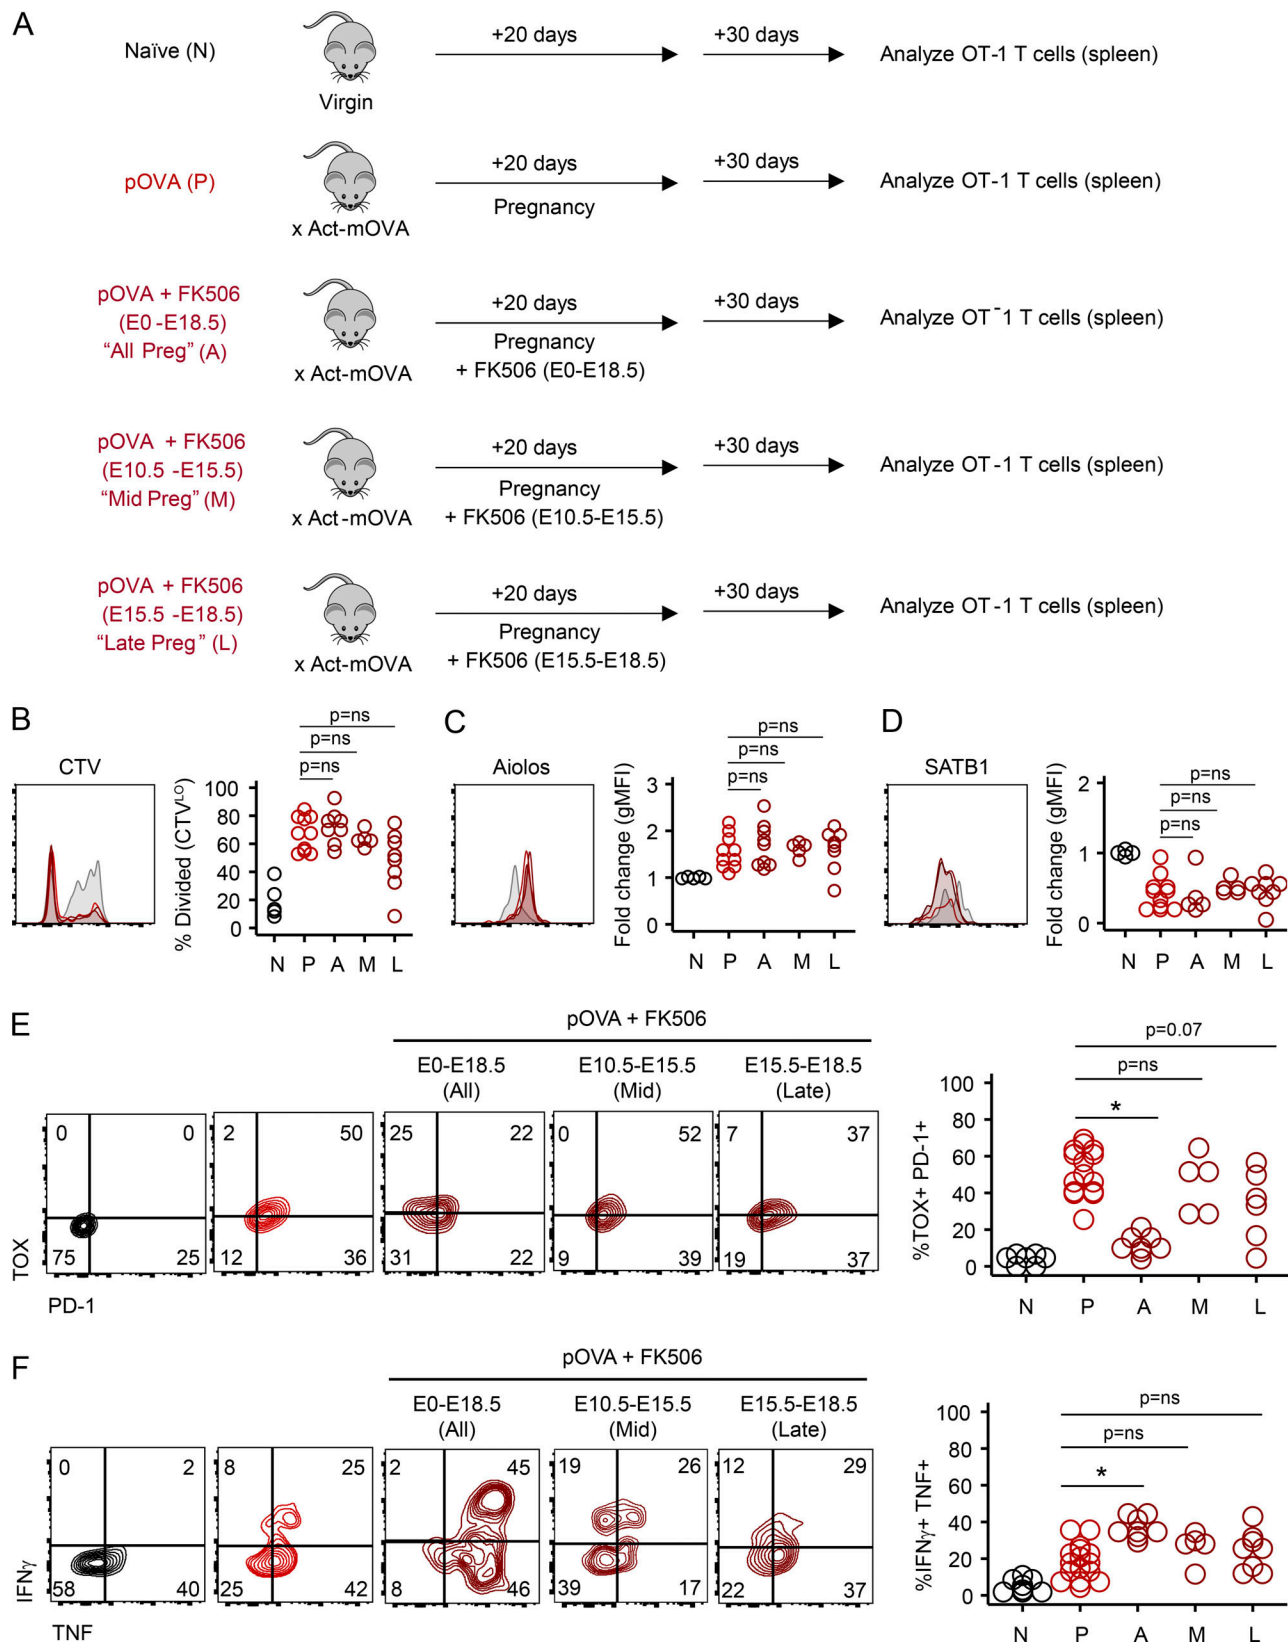 A
Naïve (N)
Virgin
+20 days
+30 days
Analyze OT-1 T cells (spleen)
pOVA (P)
x Act-mOVA
+20 days
Pregnancy
+30 days
Analyze OT-1 T cells (spleen)
pOVA + FK506
(E0-E18.5)
“All Preg” (A)
x Act-mOVA
+20 days
Pregnancy
+ FK506 (E0-E18.5)
+30 days
Analyze OT-1 T cells (spleen)
pOVA + FK506
(E10.5-E15.5)
“Mid Preg” (M)
x Act-mOVA
+20 days
Pregnancy
+ FK506 (E10.5-E15.5)
+30 days
Analyze OT-1 T cells (spleen)
pOVA + FK506
(E15.5-E18.5)
“Late Preg” (L)
x Act-mOVA
+20 days
Pregnancy
+ FK506 (E15.5-E18.5)
+30 days
Analyze OT-1 T cells (spleen)
B
CTV
% Divided (CTVLO)
100
80
60
40
20
0
p=ns
p=ns
p=ns
N P A M L
C
Aiolos
Fold change (gMFI)
3
2
1
0
p=ns
p=ns
p=ns
N P A M L
D
SATB1
Fold change (gMFI)
2
1
0
p=ns
p=ns
p=ns
N P A M L
E
pOVA + FK506
E0-E18.5
(All)
E10.5-E15.5
(Mid)
E15.5-E18.5
(Late)
0 0
75 25
2 50
12 36
25 22
31 22
0 52
9 39
7 37
19 37
TOX
PD-1
%TOX+ PD-1+
100
80
60
40
20
0
p=0.07
p=ns
*
N P A M L
F
pOVA + FK506
E0-E18.5
(All)
E10.5-E15.5
(Mid)
E15.5-E18.5
(Late)
0 2
58 40
8 25
25 42
2 45
8 46
19 26
39 17
12 29
22 37
IFNγ
TNF
%IFNγ+ TNF+
100
80
60
40
20
0
p=ns
p=ns
*
N P A M L